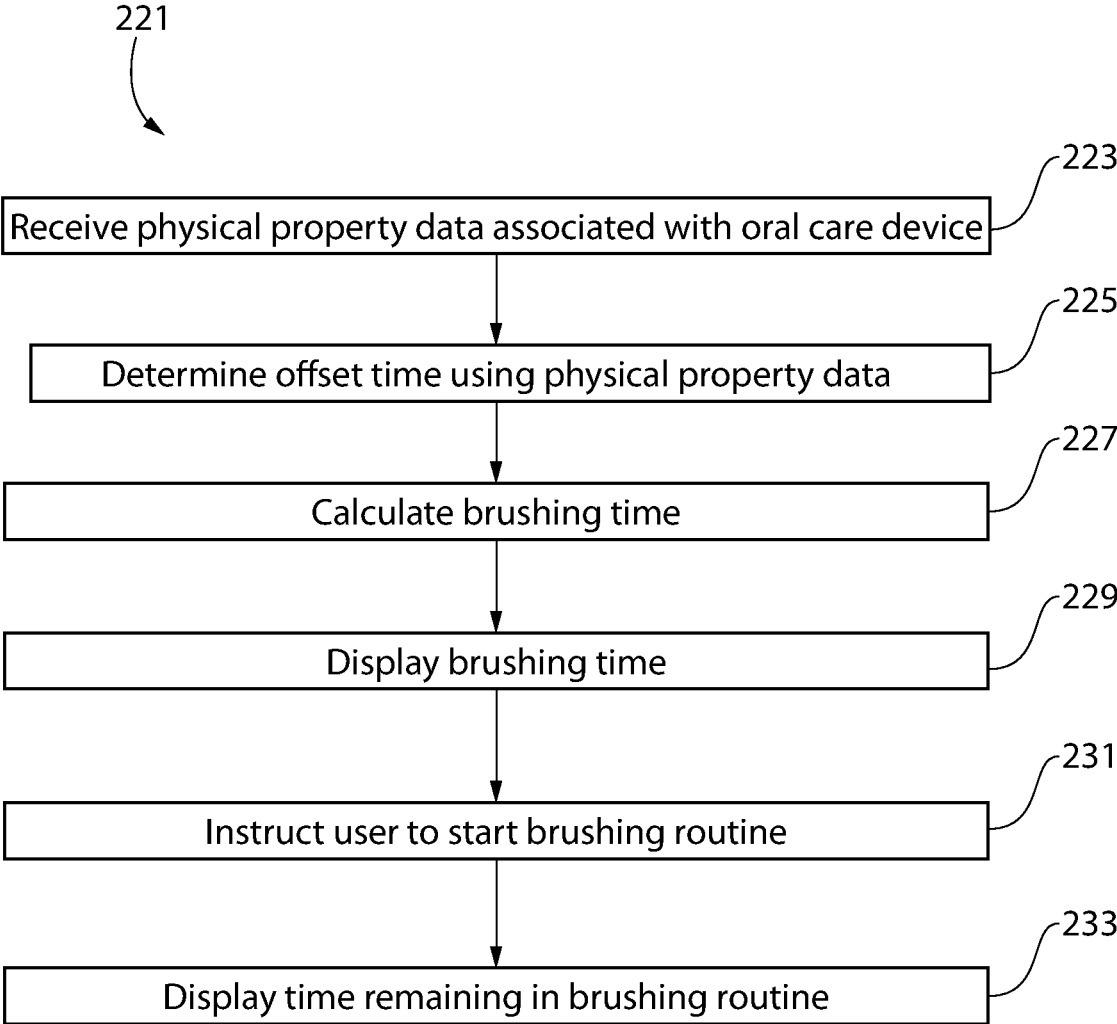 221
223
Receive physical property data associated with oral care device
225
Determine offset time using physical property data
227
Calculate brushing time
229
Display brushing time
231
Instruct user to start brushing routine
233
Display time remaining in brushing routine